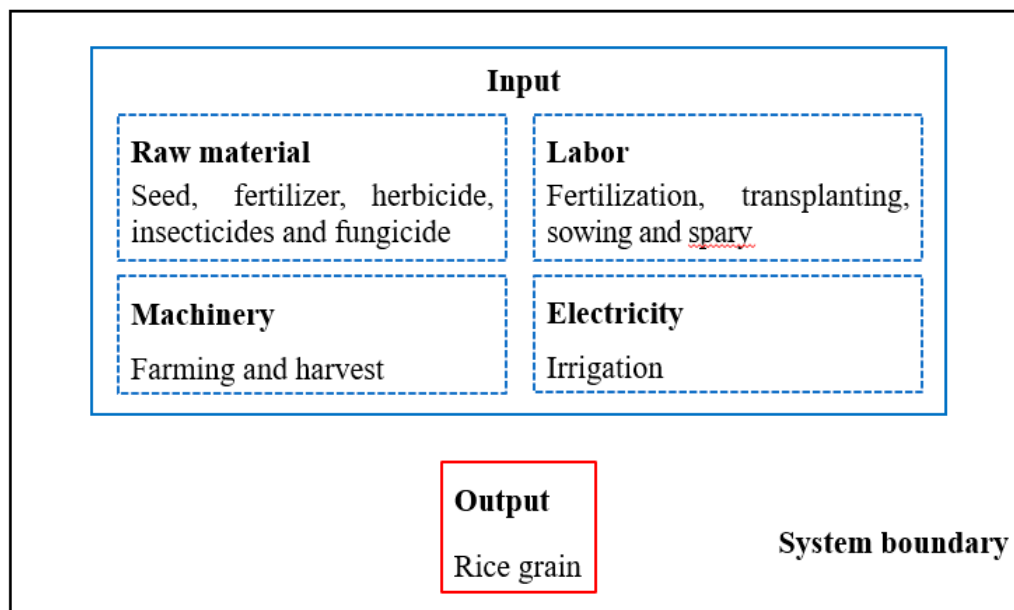 Input
Raw material
Seed, fertilizer, herbicide,
insecticides and fungicide
Labor
Fertilization, transplanting,
sowing and spary
Machinery
Farming and harvest
Electricity
Irrigation
Output
Rice grain
System boundary